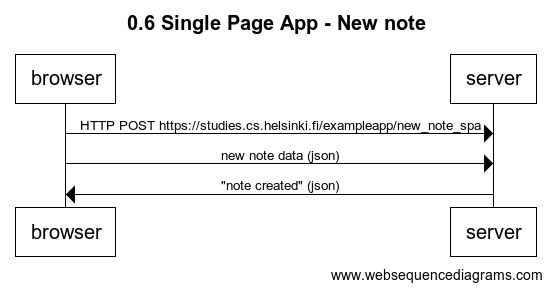 0.6 Single Page App - New note
browser server
HTTP POST https://studies.cs.helsinki.fi/exampleapp/new_note_spa
new note data (json)
"note created" (json)
browser server
www.websequencediagrams.com